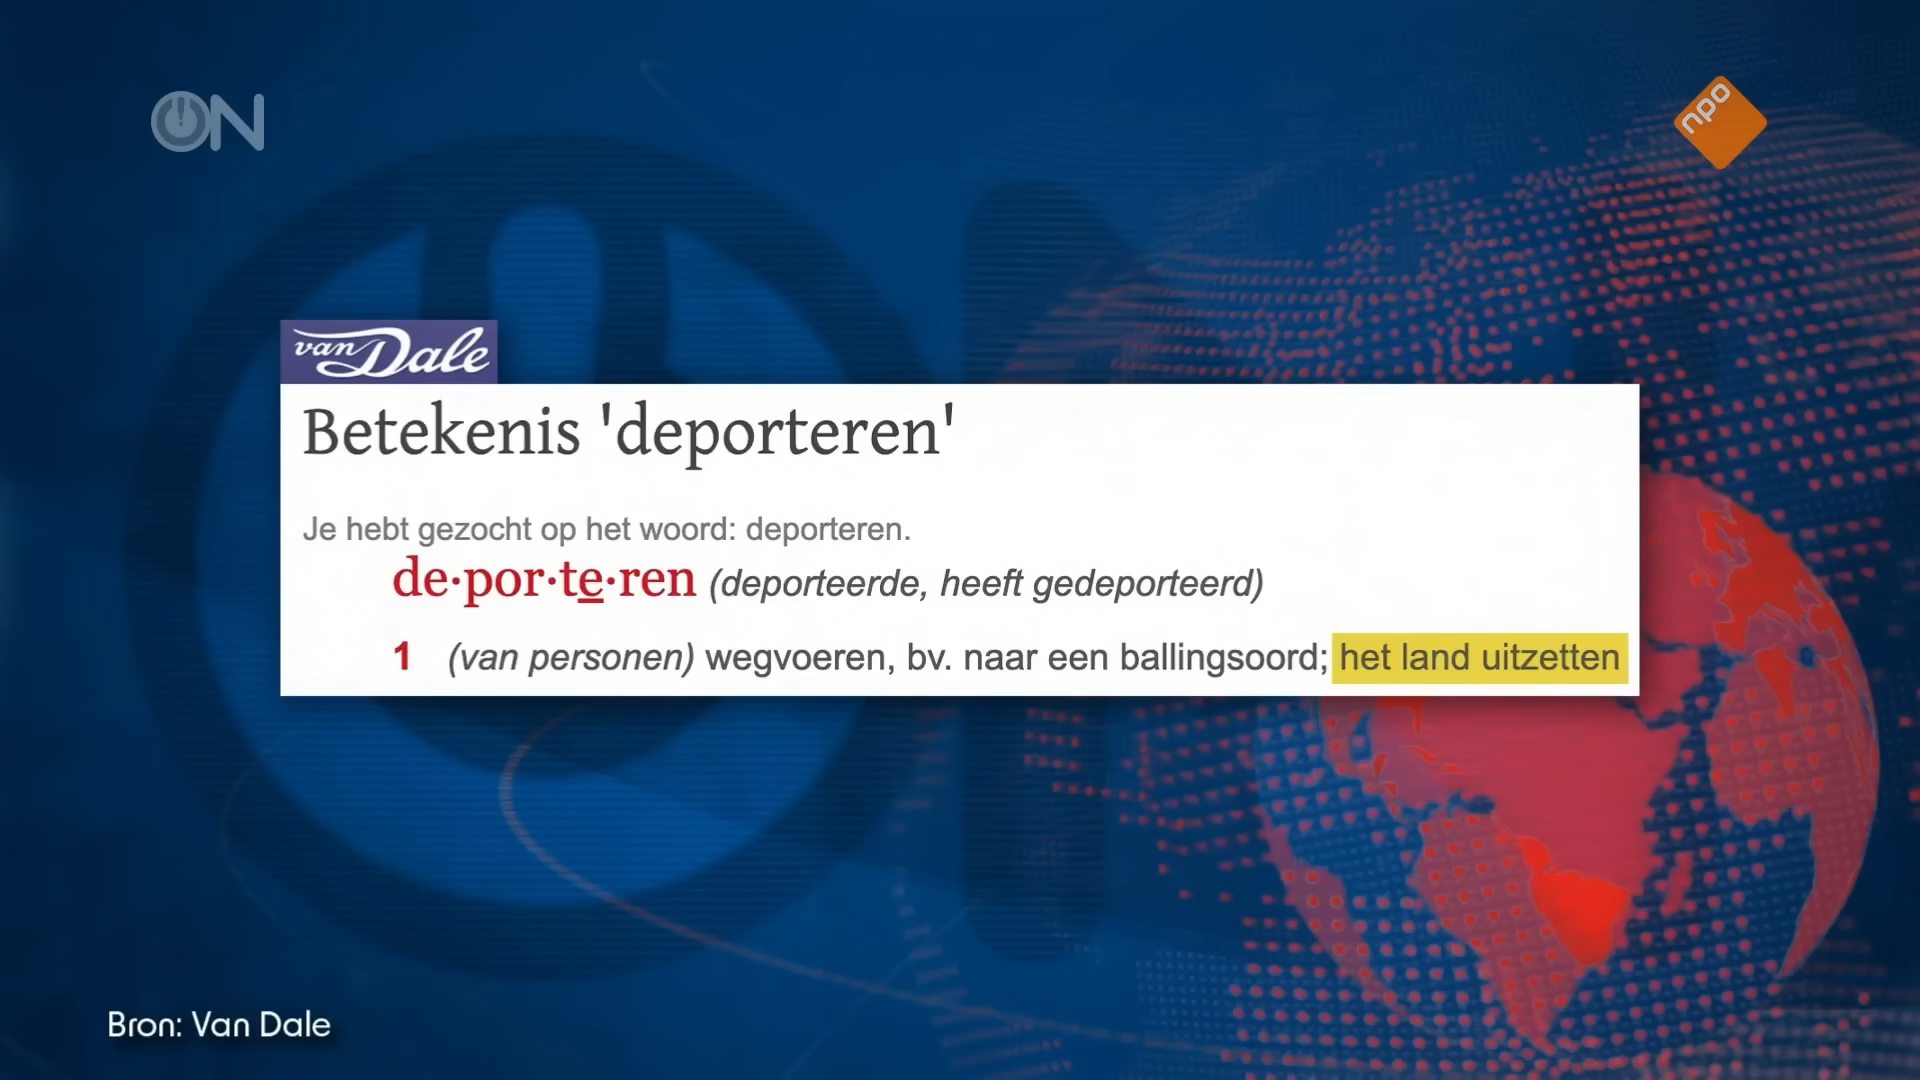 ON
npo
van Dale
Betekenis 'deporteren'
Je hebt gezocht op het woord: deporteren.
de·por·te·ren (deporteerde, heeft gedeporteerd)
1 (van personen) wegvoeren, bv. naar een ballingsoord; het land uitzetten
Bron: Van Dale